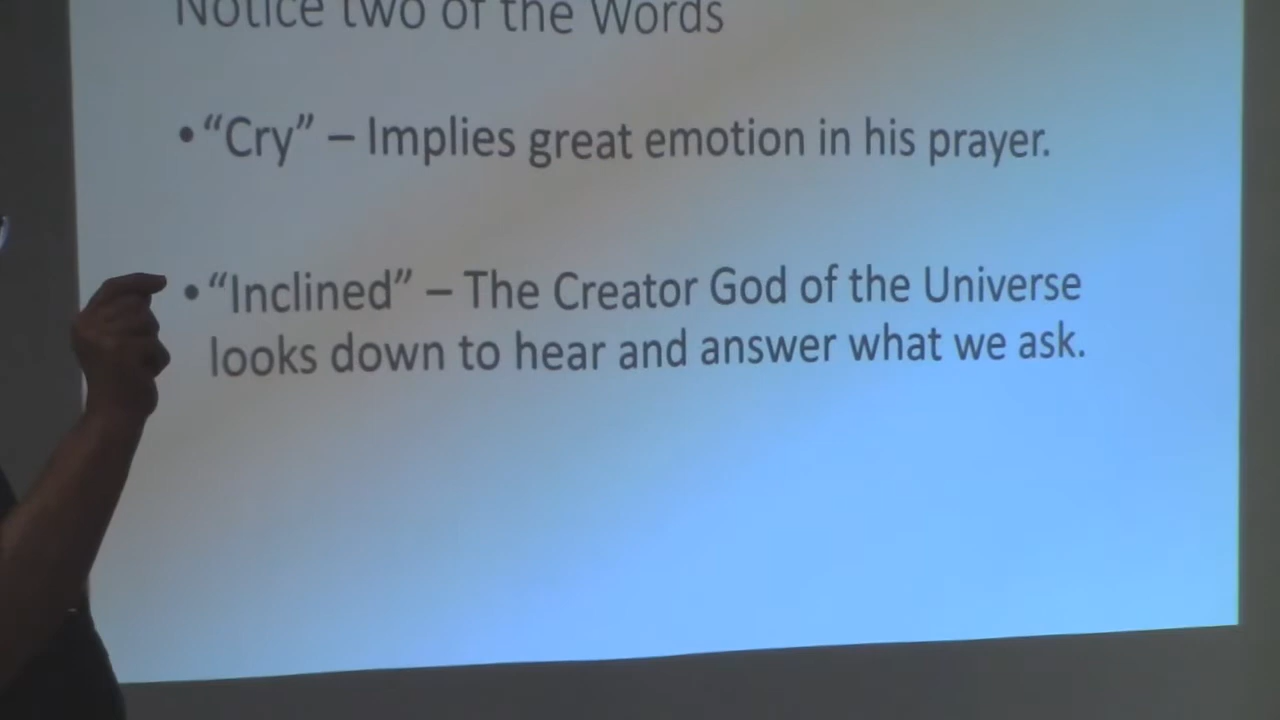 Notice two of the Words
• “Cry” – Implies great emotion in his prayer.
• “Inclined” – The Creator God of the Universe
looks down to hear and answer what we ask.